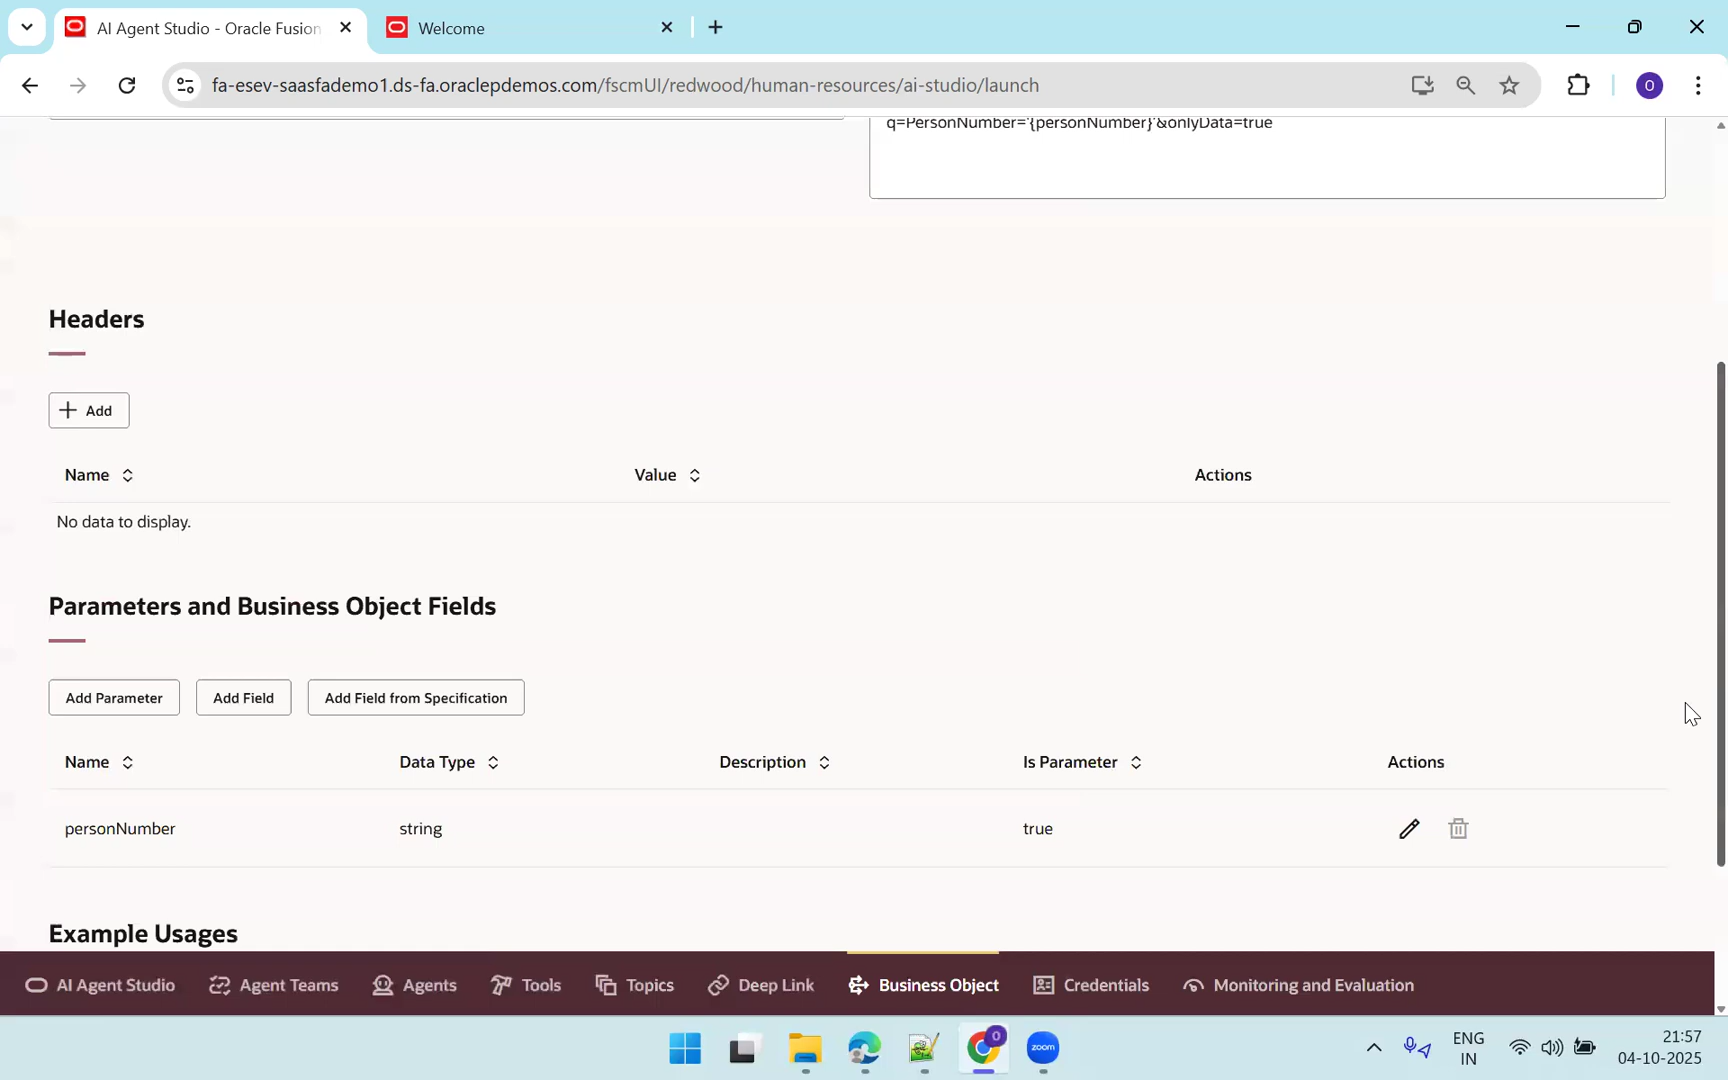 AI Agent Studio - Oracle Fusion
Welcome
fa-esev-saasfademo1.ds-fa.oraclepdemos.com/fscmUI/redwood/human-resources/ai-studio/launch
O
q=PersonNumber='{personNumber}'&onlyData=true
Headers
Add
Name Value Actions
No data to display.
Parameters and Business Object Fields
Add Parameter Add Field Add Field from Specification
Name Data Type Description Is Parameter Actions
personNumber string true
Example Usages
AI Agent Studio Agent Teams Agents Tools Topics Deep Link Business Object Credentials Monitoring and Evaluation
O
zoom
ENG
IN
21:57
04-10-2025